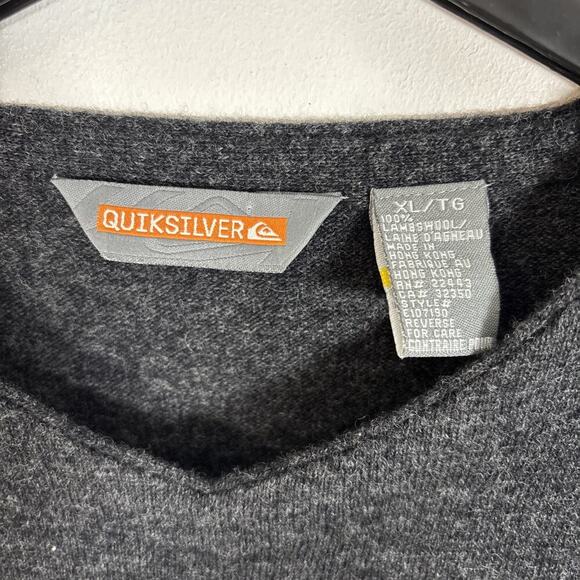 QUIKSILVER
XL/TG
100%
LAMBSWOOL/
LAINE D'AGNEAU
MADE IN
HONG KONG
FABRIQUE AU
HONG KONG
RN# 22443
CA# 32350
STYLE#
E107190
REVERSE
FOR CARE
CONTRAIRE POUR